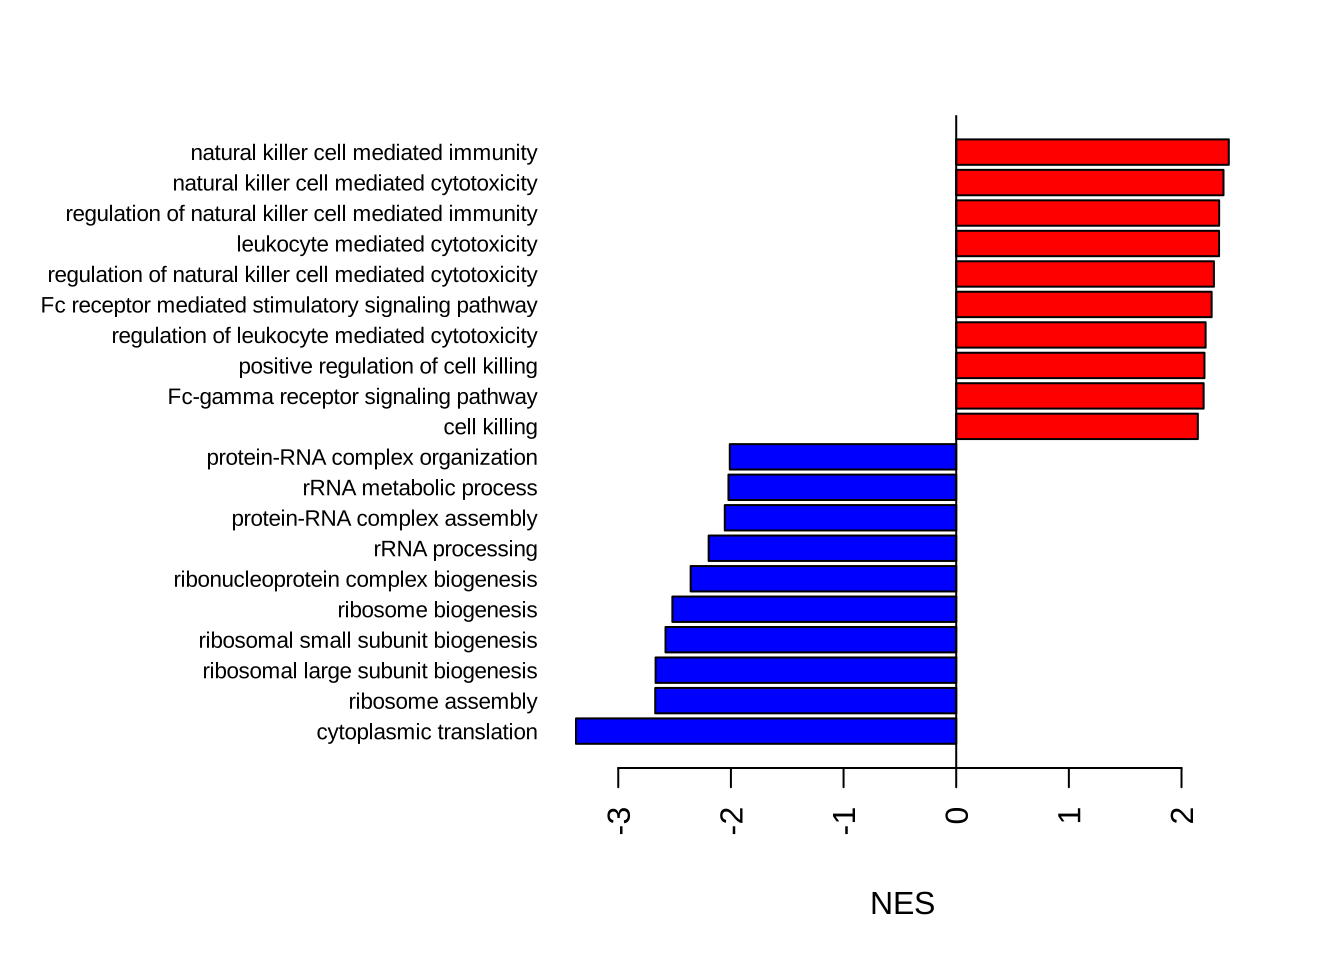 natural killer cell mediated immunity
natural killer cell mediated cytotoxicity
regulation of natural killer cell mediated immunity
leukocyte mediated cytotoxicity
regulation of natural killer cell mediated cytotoxicity
Fc receptor mediated stimulatory signaling pathway
regulation of leukocyte mediated cytotoxicity
positive regulation of cell killing
Fc-gamma receptor signaling pathway
cell killing
protein-RNA complex organization
rRNA metabolic process
protein-RNA complex assembly
rRNA processing
ribonucleoprotein complex biogenesis
ribosome biogenesis
ribosomal small subunit biogenesis
ribosomal large subunit biogenesis
ribosome assembly
cytoplasmic translation
-3 -2 -1 0 1 2
NES